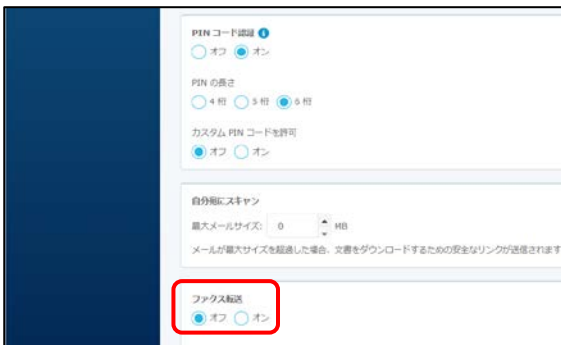 PIN コード認証
オフ オン
PIN の長さ
4 桁 5 桁 6 桁
カスタム PIN コードを許可
オフ オン
自分宛にスキャン
最大メールサイズ: 0 MB
メールが最大サイズを超過した場合、文書をダウンロードするための安全なリンクが送信されます
ファクス転送
オフ オン